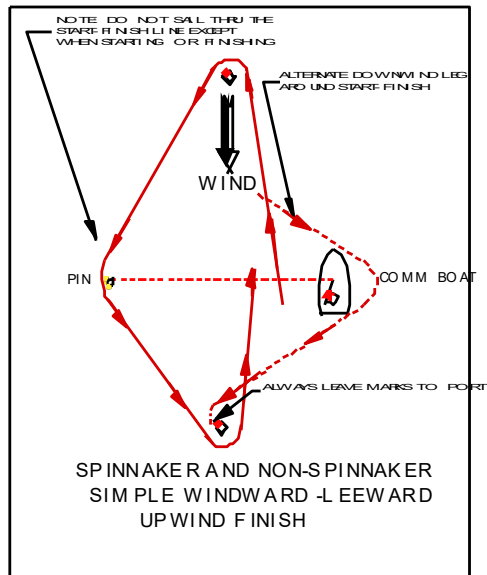 NOTE DO NOT SAIL THRU THE
START-FINISH LINE EXCEPT
WHEN STARTING OR FINISHING
ALTERNATE DOWNWIND LEG
AROUND START-FINISH
WIND
PIN
COMM BOAT
ALWAYS LEAVE MARKS TO PORT
SPINNAKER AND NON-SPINNAKER
SIMPLE WINDWARD-LEEWARD
UPWIND FINISH